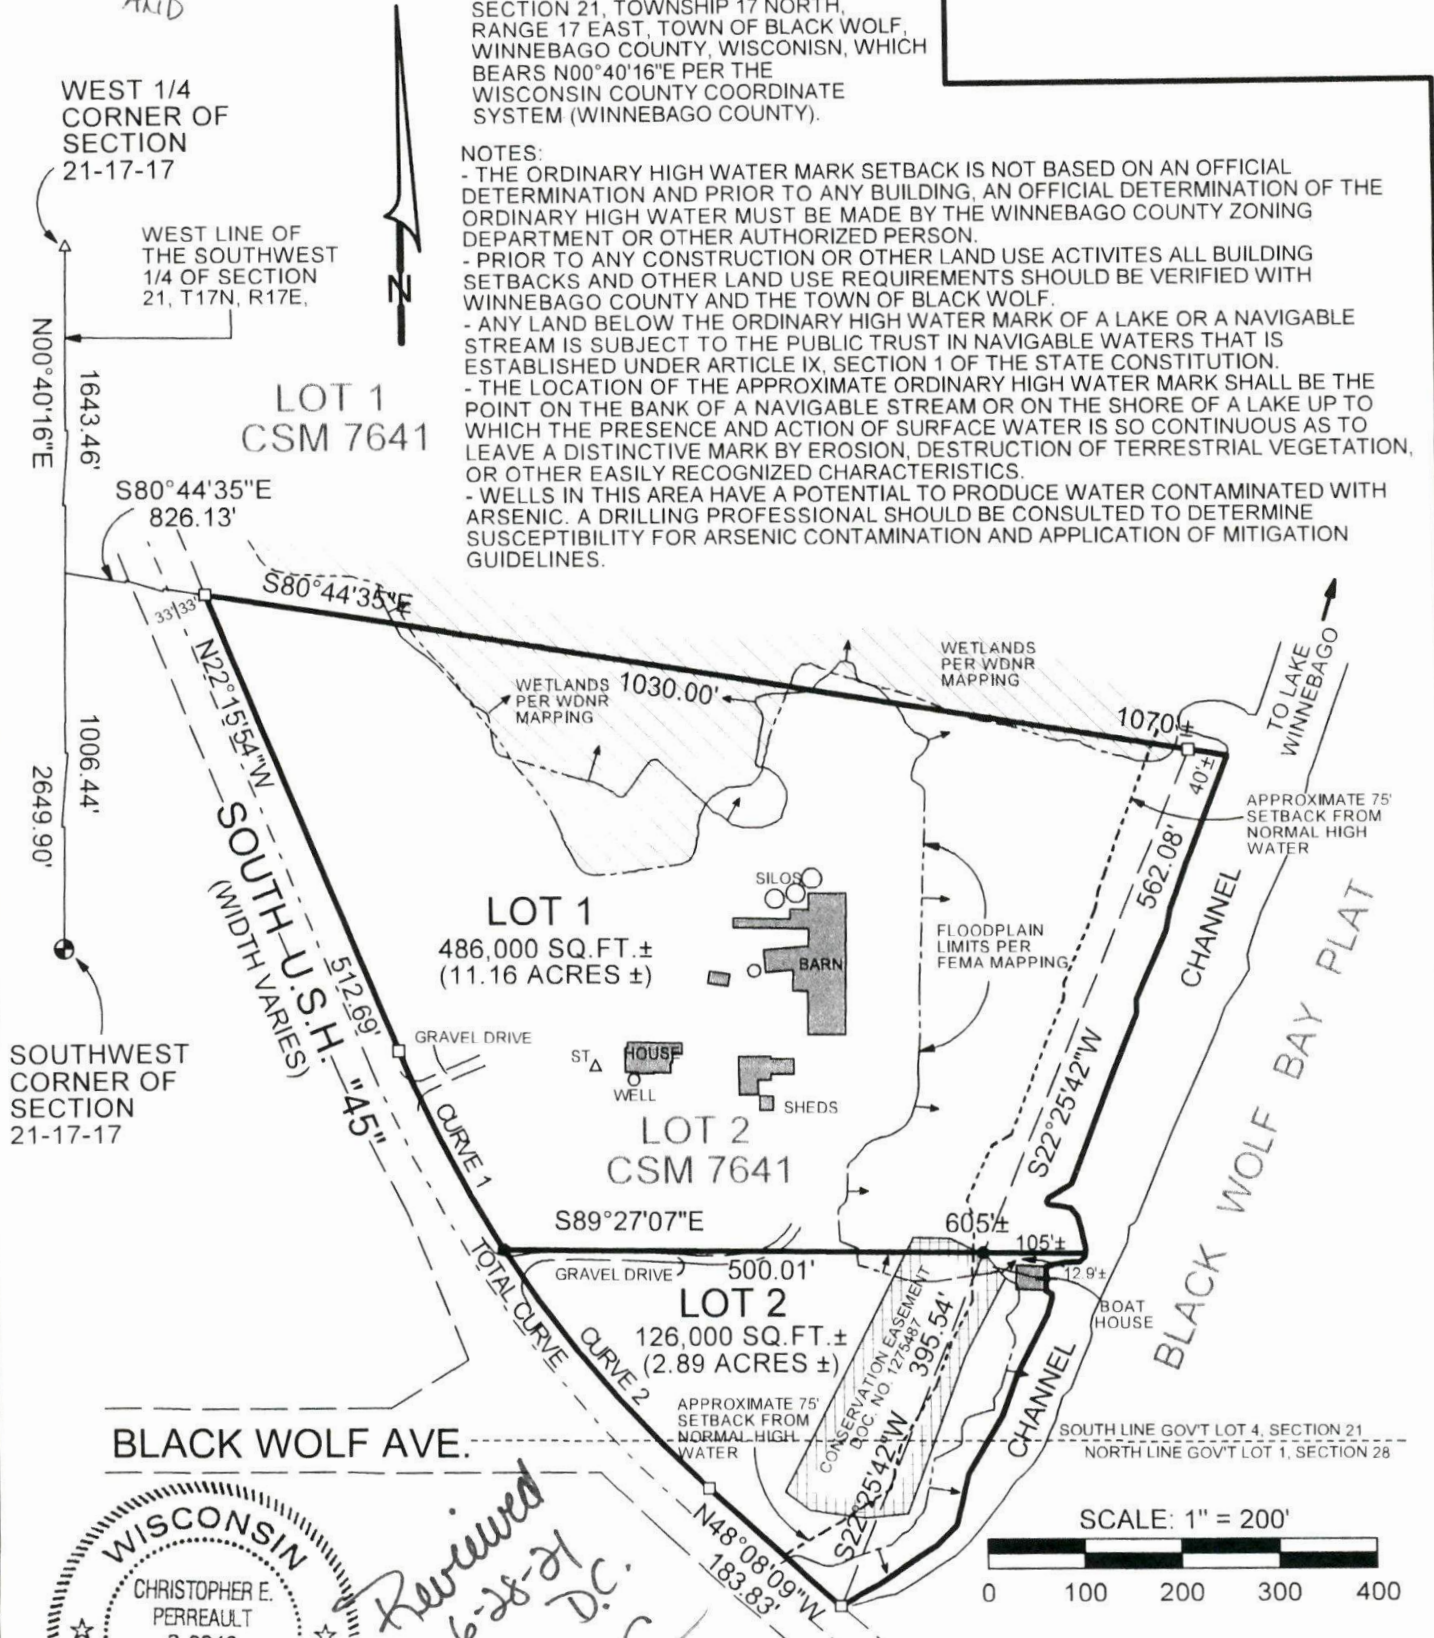 AND
SECTION 21, TOWNSHIP 17 NORTH,
RANGE 17 EAST, TOWN OF BLACK WOLF,
WINNEBAGO COUNTY, WISCONISN, WHICH
BEARS N00°40'16"E PER THE
WISCONSIN COUNTY COORDINATE
SYSTEM (WINNEBAGO COUNTY).
WEST 1/4
CORNER OF
SECTION
21-17-17
WEST LINE OF
THE SOUTHWEST
1/4 OF SECTION
21, T17N, R17E,
N
NOTES:
- THE ORDINARY HIGH WATER MARK SETBACK IS NOT BASED ON AN OFFICIAL
DETERMINATION AND PRIOR TO ANY BUILDING, AN OFFICIAL DETERMINATION OF THE
ORDINARY HIGH WATER MUST BE MADE BY THE WINNEBAGO COUNTY ZONING
DEPARTMENT OR OTHER AUTHORIZED PERSON.
- PRIOR TO ANY CONSTRUCTION OR OTHER LAND USE ACTIVITES ALL BUILDING
SETBACKS AND OTHER LAND USE REQUIREMENTS SHOULD BE VERIFIED WITH
WINNEBAGO COUNTY AND THE TOWN OF BLACK WOLF.
- ANY LAND BELOW THE ORDINARY HIGH WATER MARK OF A LAKE OR A NAVIGABLE
STREAM IS SUBJECT TO THE PUBLIC TRUST IN NAVIGABLE WATERS THAT IS
ESTABLISHED UNDER ARTICLE IX, SECTION 1 OF THE STATE CONSTITUTION.
- THE LOCATION OF THE APPROXIMATE ORDINARY HIGH WATER MARK SHALL BE THE
POINT ON THE BANK OF A NAVIGABLE STREAM OR ON THE SHORE OF A LAKE UP TO
WHICH THE PRESENCE AND ACTION OF SURFACE WATER IS SO CONTINUOUS AS TO
LEAVE A DISTINCTIVE MARK BY EROSION, DESTRUCTION OF TERRESTRIAL VEGETATION,
OR OTHER EASILY RECOGNIZED CHARACTERISTICS.
- WELLS IN THIS AREA HAVE A POTENTIAL TO PRODUCE WATER CONTAMINATED WITH
ARSENIC. A DRILLING PROFESSIONAL SHOULD BE CONSULTED TO DETERMINE
SUSCEPTIBILITY FOR ARSENIC CONTAMINATION AND APPLICATION OF MITIGATION
GUIDELINES.
N00°40'16"E
1643.46'
LOT 1
CSM 7641
S80°44'35"E
826.13'
33'
33'
S80°44'35"E
1030.00'
1070'±
WETLANDS
PER WDNR
MAPPING
WETLANDS
PER WDNR
MAPPING
TO LAKE
WINNEBAGO
40'±
APPROXIMATE 75'
SETBACK FROM
NORMAL HIGH
WATER
N22°15'54"W
512.69'
1006.44'
2649.90'
SOUTH U.S.H. "45"
(WIDTH VARIES)
562.08'
S22°25'42"W
CHANNEL
BLACK WOLF BAY PLAT
SILOS
BARN
LOT 1
486,000 SQ.FT.±
(11.16 ACRES ±)
FLOODPLAIN
LIMITS PER
FEMA MAPPING
SOUTHWEST
CORNER OF
SECTION
21-17-17
GRAVEL DRIVE
ST
HOUSE
WELL
SHEDS
LOT 2
CSM 7641
CURVE 1
S89°27'07"E
605'±
105'±
500.01'
GRAVEL DRIVE
12.9'±
BOAT
HOUSE
TOTAL CURVE
CURVE 2
LOT 2
126,000 SQ.FT.±
(2.89 ACRES ±)
CONSERVATION EASEMENT
DOC. NO. 1275487
395.54'
S22°25'42"W
APPROXIMATE 75'
SETBACK FROM
NORMAL HIGH
WATER
CHANNEL
SOUTH LINE GOV'T LOT 4, SECTION 21
NORTH LINE GOV'T LOT 1, SECTION 28
BLACK WOLF AVE.
N48°08'09"W
183.83'
SCALE: 1" = 200'
0 100 200 300 400
WISCONSIN
CHRISTOPHER E.
PERREAULT
Reviewed
6-28-21
D.C.